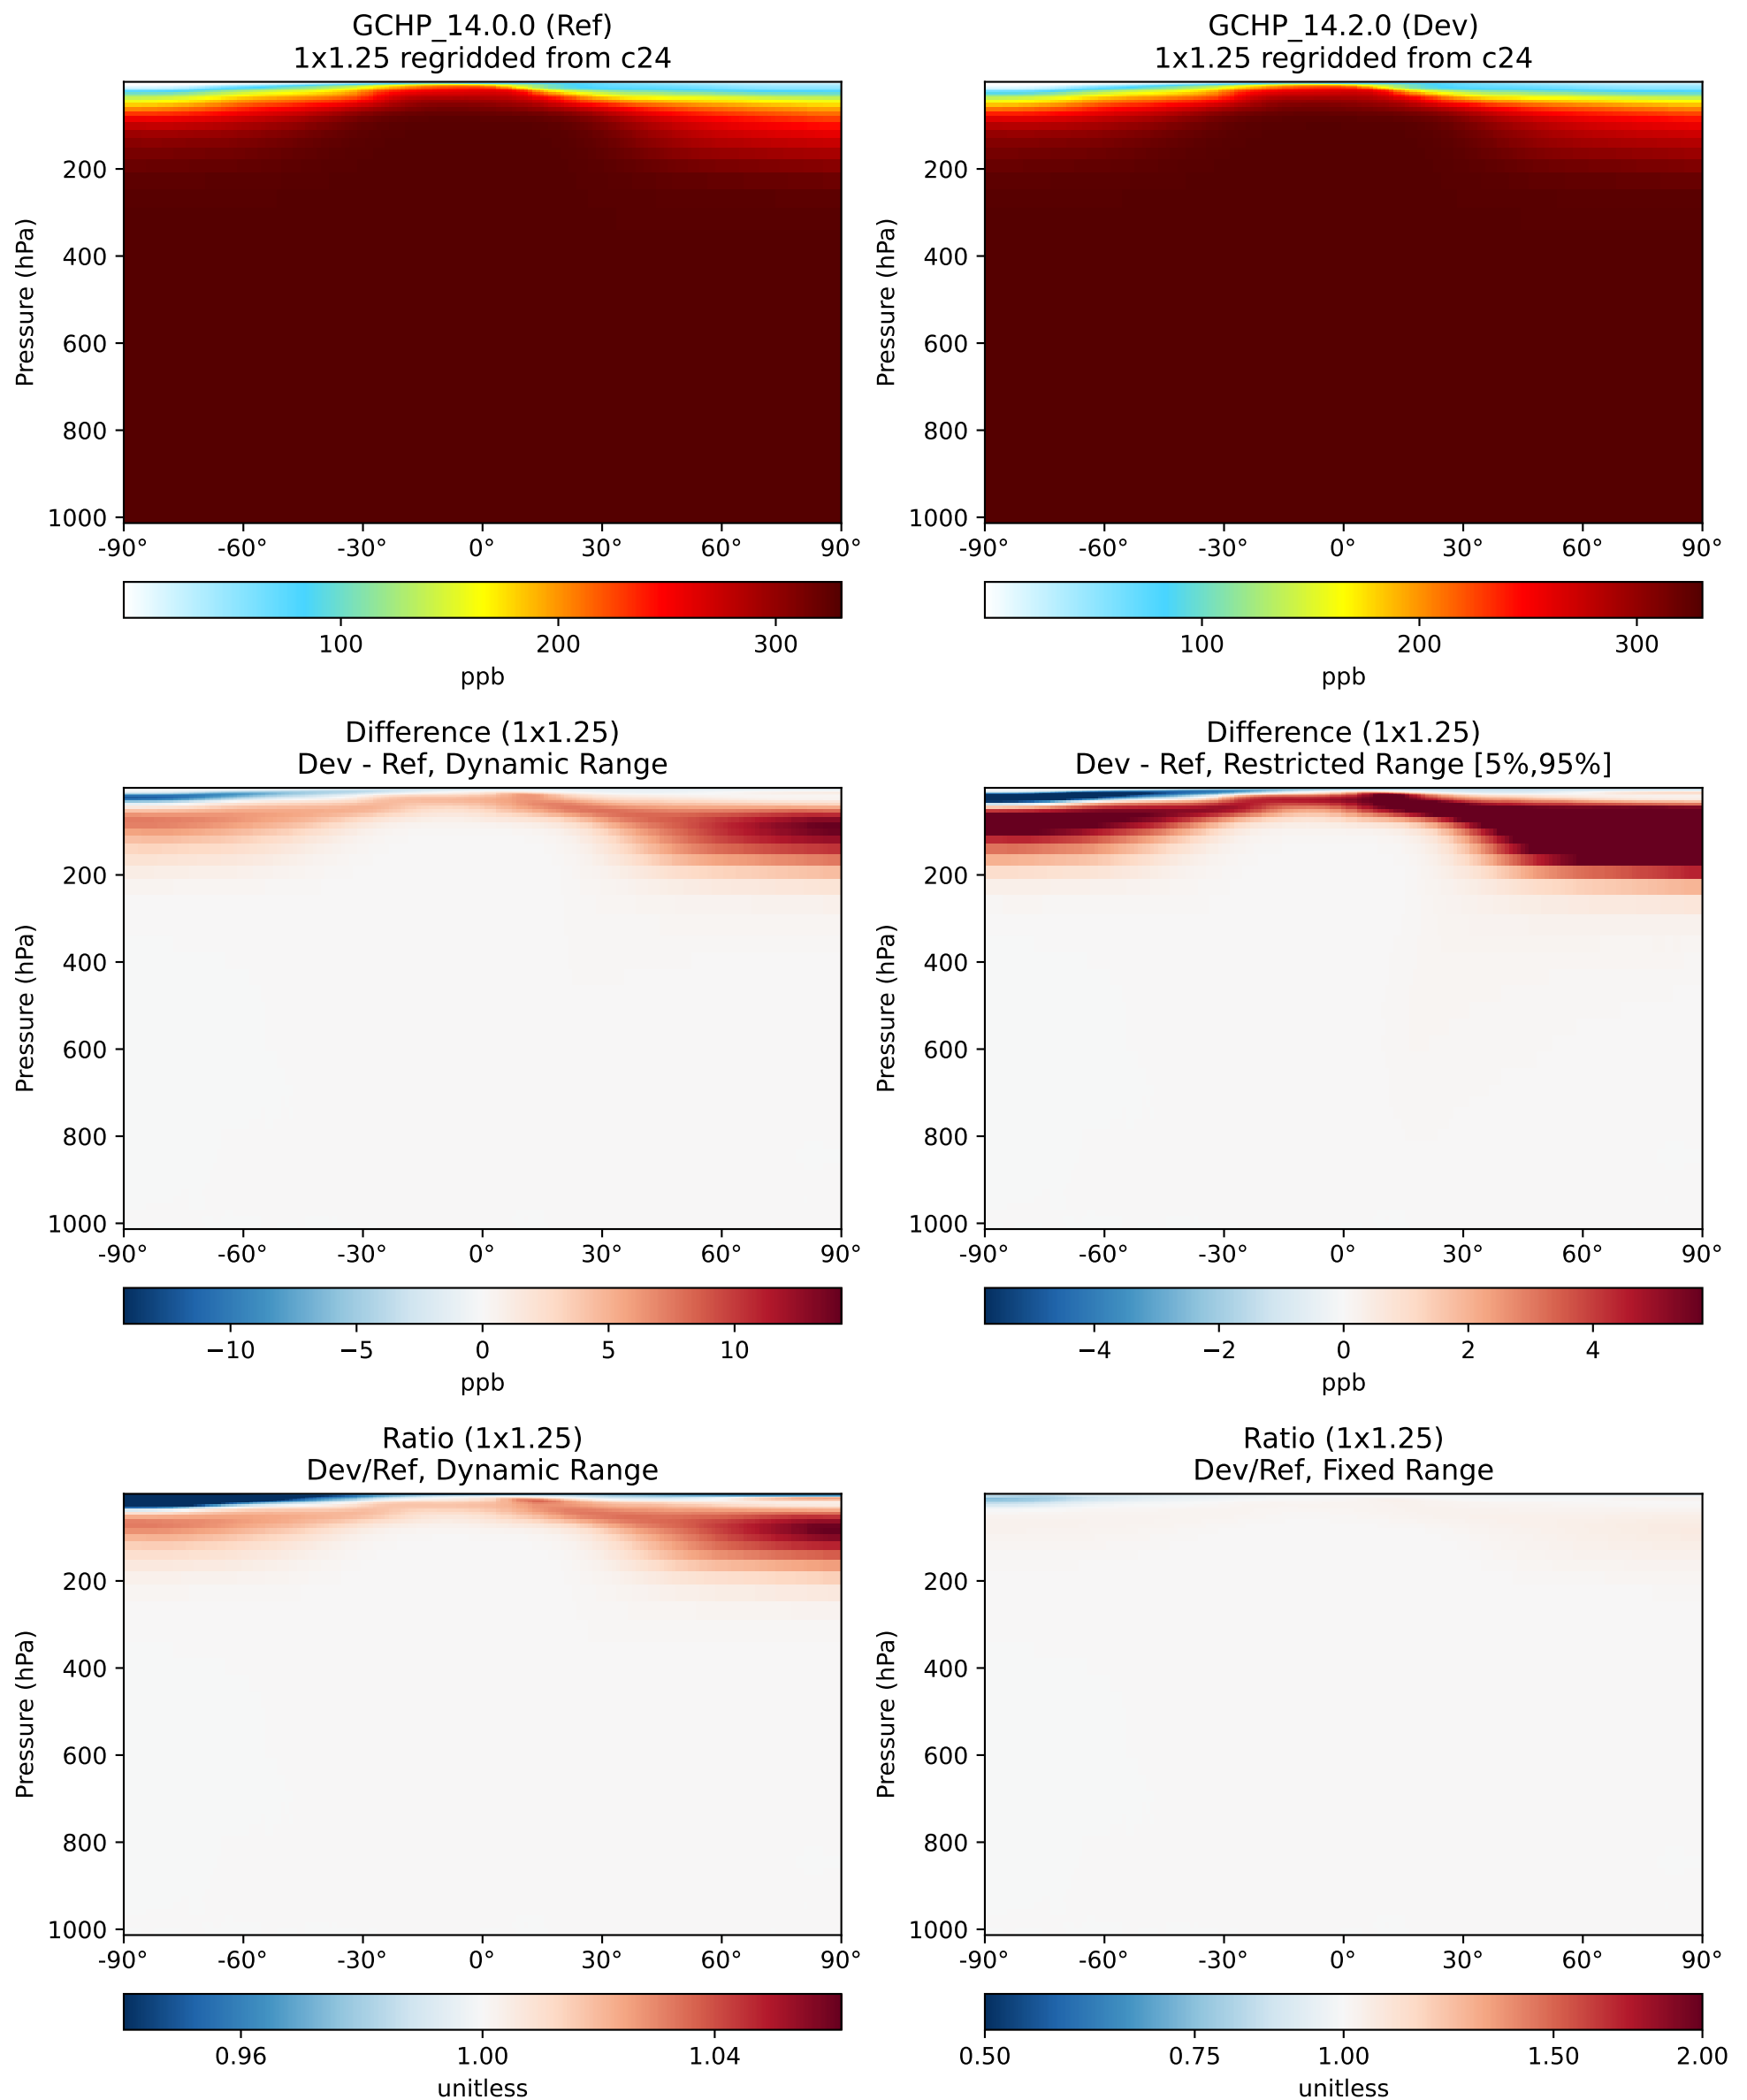 GCHP_14.0.0 (Ref)
1x1.25 regridded from c24
Pressure (hPa)
200
400
600
800
1000
-90° -60° -30° 0° 30° 60° 90°
100 200 300
ppb
GCHP_14.2.0 (Dev)
1x1.25 regridded from c24
Pressure (hPa)
200
400
600
800
1000
-90° -60° -30° 0° 30° 60° 90°
100 200 300
ppb
Difference (1x1.25)
Dev - Ref, Dynamic Range
Pressure (hPa)
200
400
600
800
1000
-90° -60° -30° 0° 30° 60° 90°
−10 −5 0 5 10
ppb
Difference (1x1.25)
Dev - Ref, Restricted Range [5%,95%]
Pressure (hPa)
200
400
600
800
1000
-90° -60° -30° 0° 30° 60° 90°
−4 −2 0 2 4
ppb
Ratio (1x1.25)
Dev/Ref, Dynamic Range
Pressure (hPa)
200
400
600
800
1000
-90° -60° -30° 0° 30° 60° 90°
0.96 1.00 1.04
unitless
Ratio (1x1.25)
Dev/Ref, Fixed Range
Pressure (hPa)
200
400
600
800
1000
-90° -60° -30° 0° 30° 60° 90°
0.50 0.75 1.00 1.50 2.00
unitless